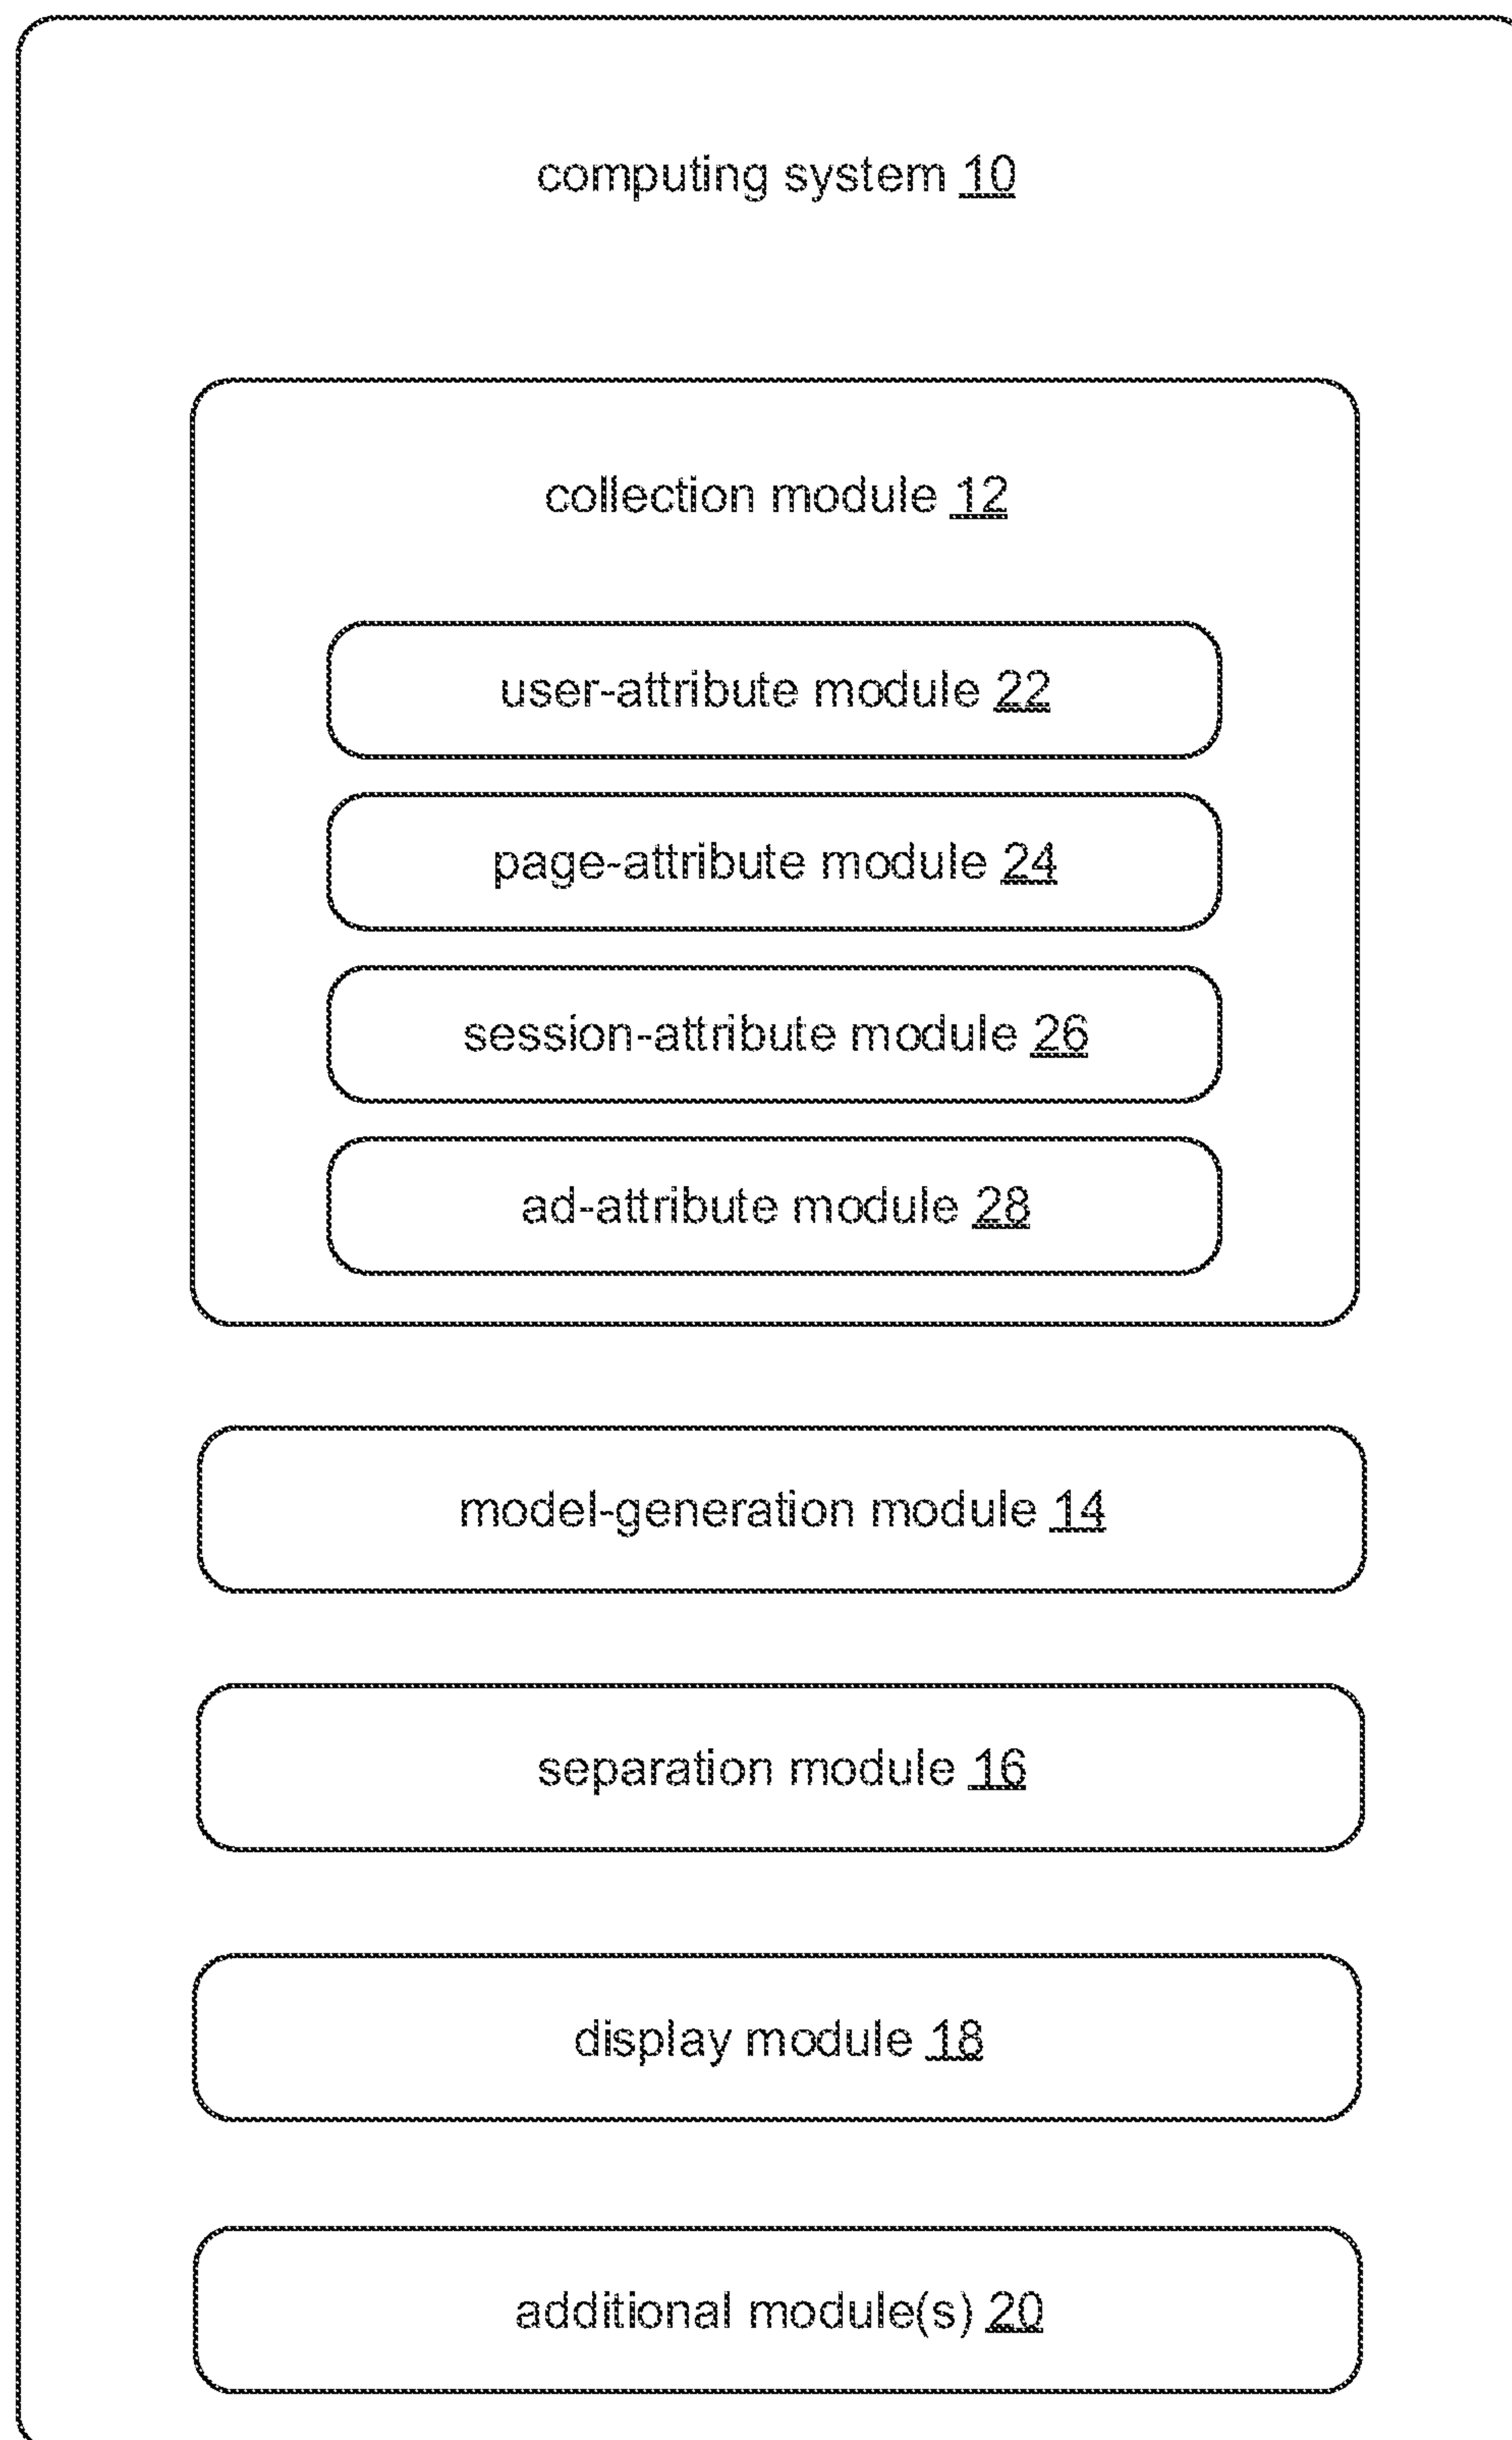 computing system 10
collection module 12
user-attribute module 22
page-attribute module 24
session-attribute module 26
ad-attribute module 28
model-generation module 14
separation module 16
display module 18
additional module(s) 20